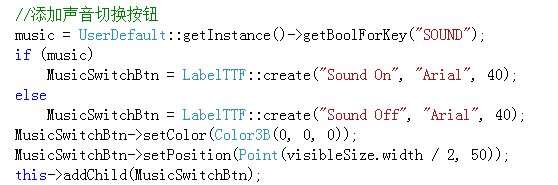 //添加声音切换按钮
music = UserDefault::getInstance()->getBoolForKey("SOUND");
if (music)
    MusicSwitchBtn = LabelTTF::create("Sound On", "Arial", 40);
else
    MusicSwitchBtn = LabelTTF::create("Sound Off", "Arial", 40);
MusicSwitchBtn->setColor(Color3B(0, 0, 0));
MusicSwitchBtn->setPosition(Point(visibleSize.width / 2, 50));
this->addChild(MusicSwitchBtn);